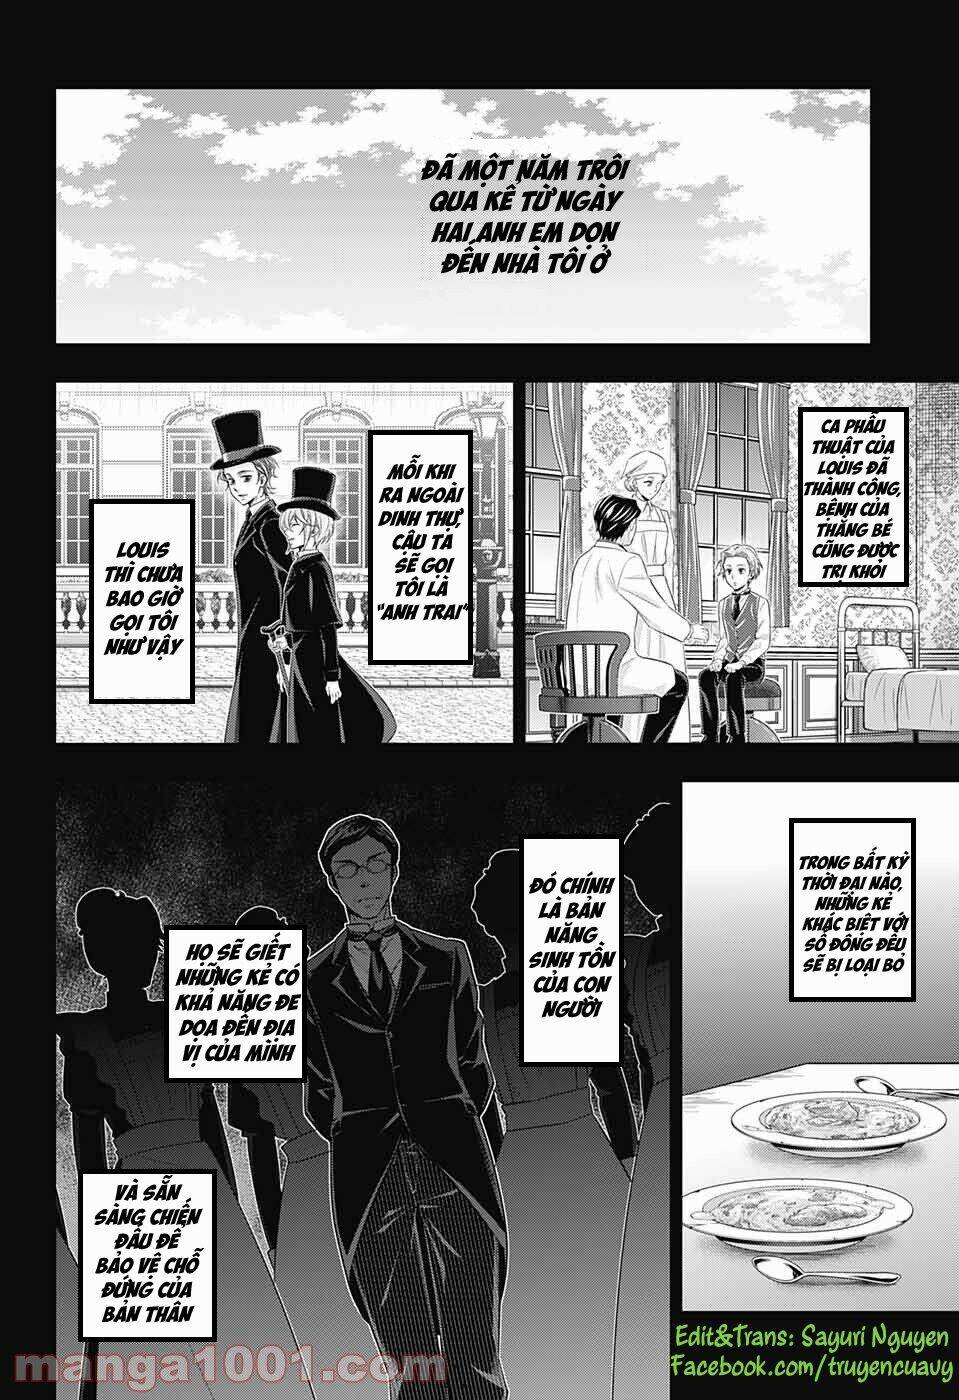 ĐÃ MỘT NĂM TRÔI
QUA KỂ TỪ NGÀY
HAI ANH EM DỌN
ĐẾN NHÀ TÔI Ở
CA PHẪU
THUẬT CỦA
LOUIS ĐÃ
THÀNH CÔNG,
BỆNH CỦA
THẰNG BÉ
CŨNG ĐƯỢC
TRỊ KHỎI
MỖI KHI
RA NGOÀI
DINH THỰ,
CẬU TA
SẼ GỌI
TÔI LÀ
"ANH TRAI"
LOUIS
THÌ CHƯA
BAO GIỜ
GỌI TÔI
NHƯ VẬY
TRONG BẤT KỲ
THỜI ĐẠI NÀO,
NHỮNG KẺ
KHÁC BIỆT VỚI
SỐ ĐÔNG ĐỀU
SẼ BỊ LOẠI BỎ
ĐÓ CHÍNH
LÀ BẢN
NĂNG
SINH TỒN
CỦA CON
NGƯỜI
HỌ SẼ GIẾT
NHỮNG KẺ CÓ
KHẢ NĂNG ĐE
DỌA ĐẾN ĐỊA
VỊ CỦA MÌNH
VÀ SẴN
SÀNG CHIẾN
ĐẤU ĐỂ
BẢO VỆ CHỖ
ĐỨNG CỦA
BẢN THÂN
Edit&Trans: Sayuri Nguyen
Facebook.com/truyencuavy
manga1001.com